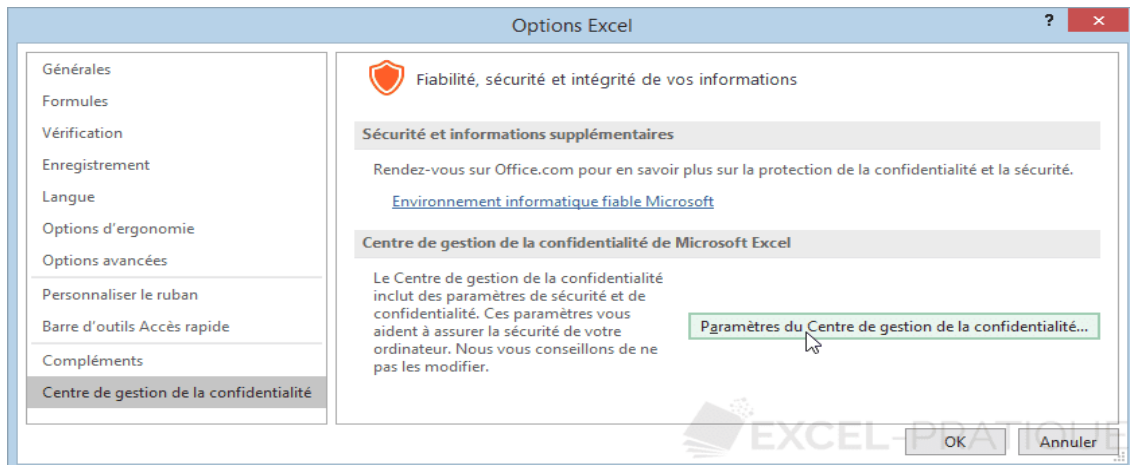 Options Excel
?
×
Générales
Formules
Vérification
Enregistrement
Langue
Options d'ergonomie
Options avancées
Personnaliser le ruban
Barre d'outils Accès rapide
Compléments
Centre de gestion de la confidentialité
Fiabilité, sécurité et intégrité de vos informations
Sécurité et informations supplémentaires
Rendez-vous sur Office.com pour en savoir plus sur la protection de la confidentialité et la sécurité.
Environnement informatique fiable Microsoft
Centre de gestion de la confidentialité de Microsoft Excel
Le Centre de gestion de la confidentialité
inclut des paramètres de sécurité et de
confidentialité. Ces paramètres vous
aident à assurer la sécurité de votre
ordinateur. Nous vous conseillons de ne
pas les modifier.
Paramètres du Centre de gestion de la confidentialité...
EXCEL-PRATIQUE
OK
Annuler